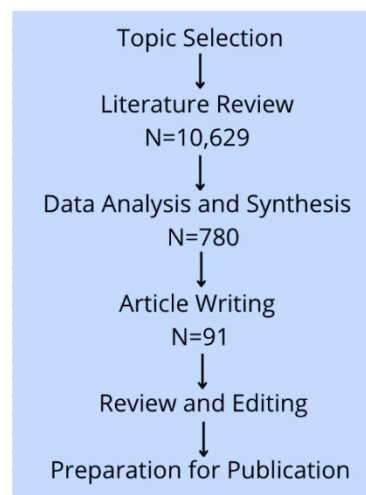 Topic Selection
Literature Review
N=10,629
Data Analysis and Synthesis
N=780
Article Writing
N=91
Review and Editing
Preparation for Publication